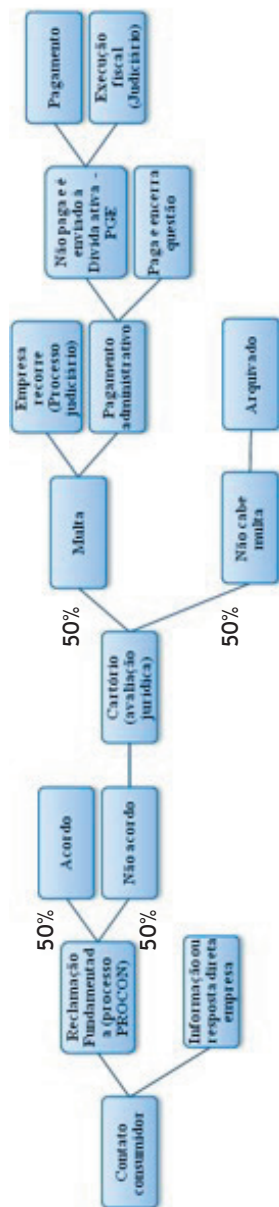 Contato
consumidor
Reclamação
Fundamentad
a (processo
PROCON)
Informação ou
resposta direta
empresa
50%
50%
Acordo
Não acordo
Cartório
(avaliação
jurídica)
50%
50%
Multa
Não cabe
multa
Empresa
recorre
(Processo
judiciário)
Pagamento
administrativo
Arquivado
Não paga e é
enviado à
Dívida ativa -
PGE
Paga e encerra
questão
Pagamento
Execução
fiscal
(Judiciário)